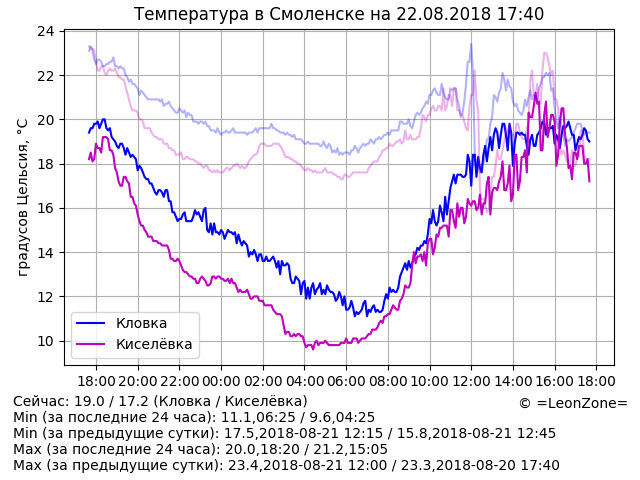 Температура в Смоленске на 22.08.2018 17:40
градусов Цельсия, °C
24
22
20
18
16
14
12
10
Кловка
Киселёвка
18:00 20:00 22:00 00:00 02:00 04:00 06:00 08:00 10:00 12:00 14:00 16:00 18:00
Сейчас: 19.0 / 17.2 (Кловка / Киселёвка)
© =LeonZone=
Min (за последние 24 часа): 11.1,06:25 / 9.6,04:25
Min (за предыдущие сутки): 17.5,2018-08-21 12:15 / 15.8,2018-08-21 12:45
Max (за последние 24 часа): 20.0,18:20 / 21.2,15:05
Max (за предыдущие сутки): 23.4,2018-08-21 12:00 / 23.3,2018-08-20 17:40